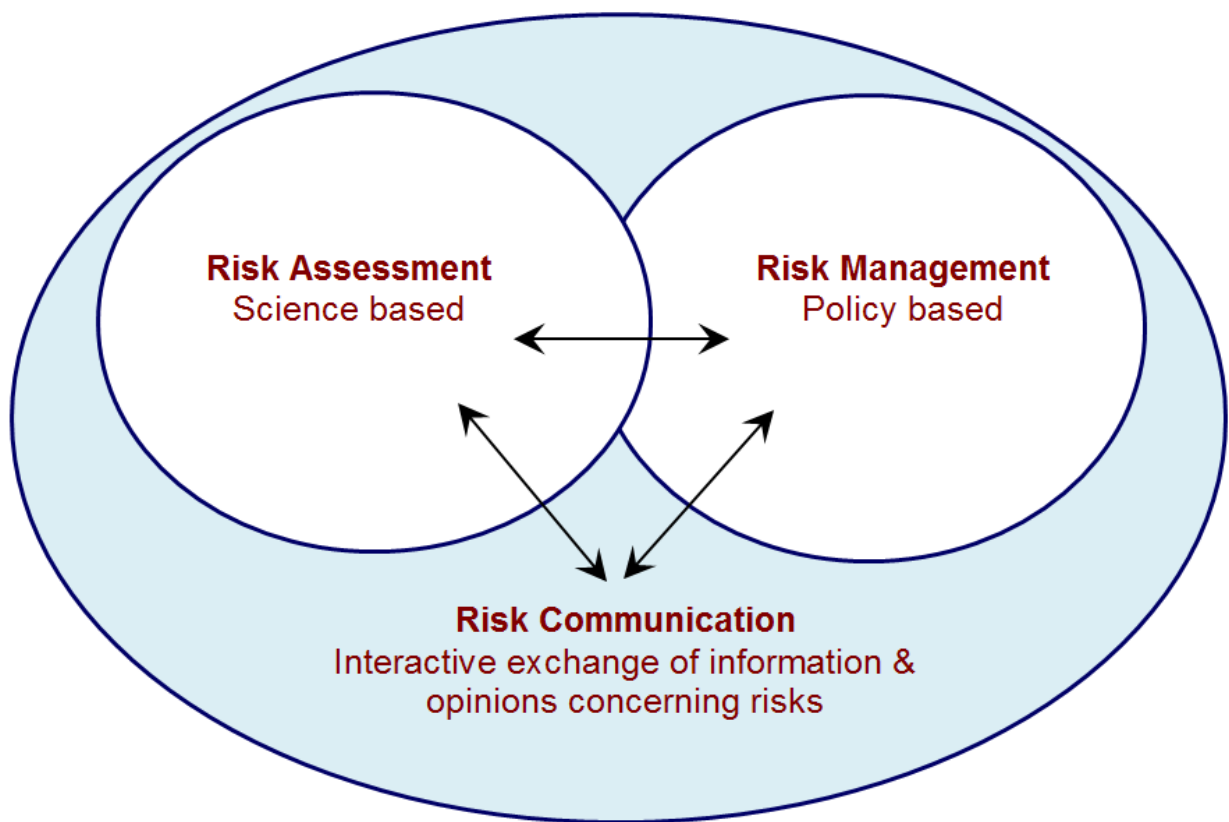 Risk Assessment
Science based
Risk Management
Policy based
Risk Communication
Interactive exchange of information &
opinions concerning risks